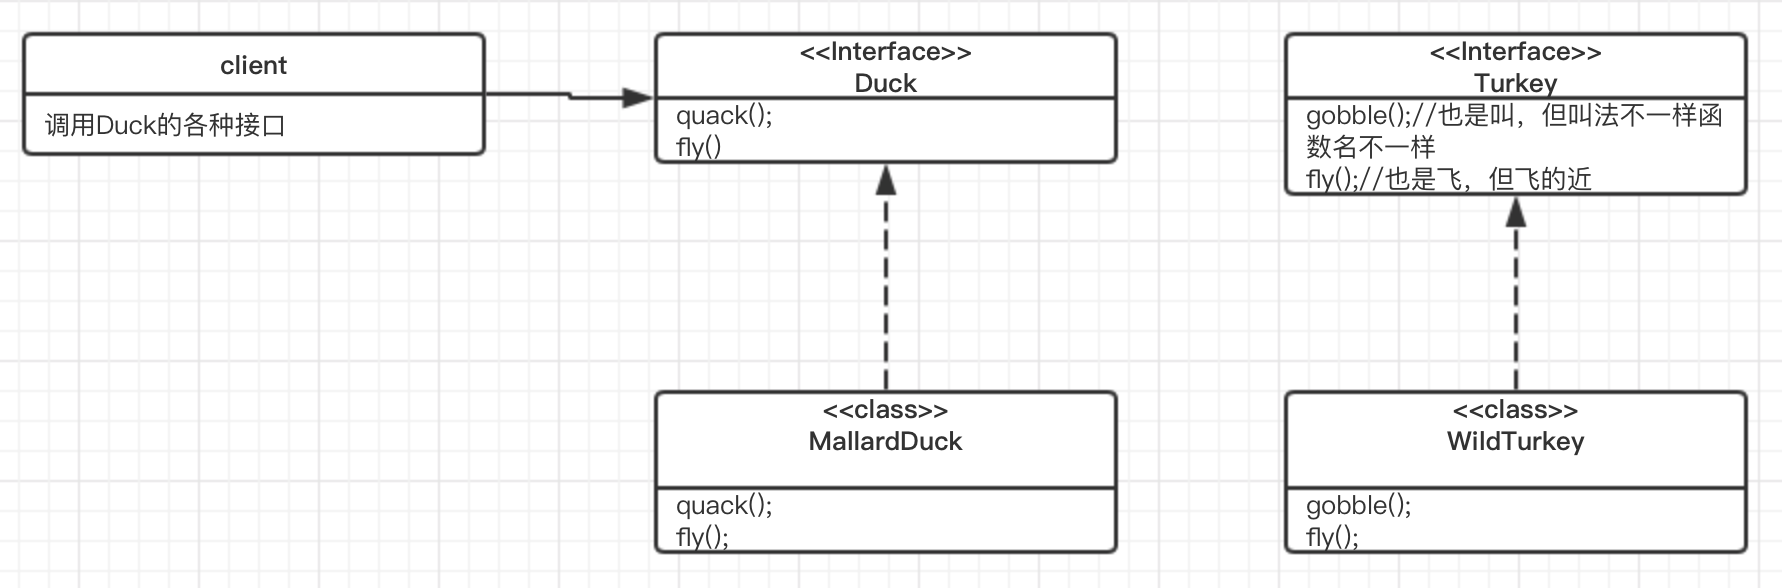 client
调用Duck的各种接口
<<Interface>>
Duck
quack();
fly()
<<Interface>>
Turkey
gobble();//也是叫，但叫法不一样函
数名不一样
fly();//也是飞，但飞的近
<<class>>
MallardDuck
quack();
fly();
<<class>>
WildTurkey
gobble();
fly();